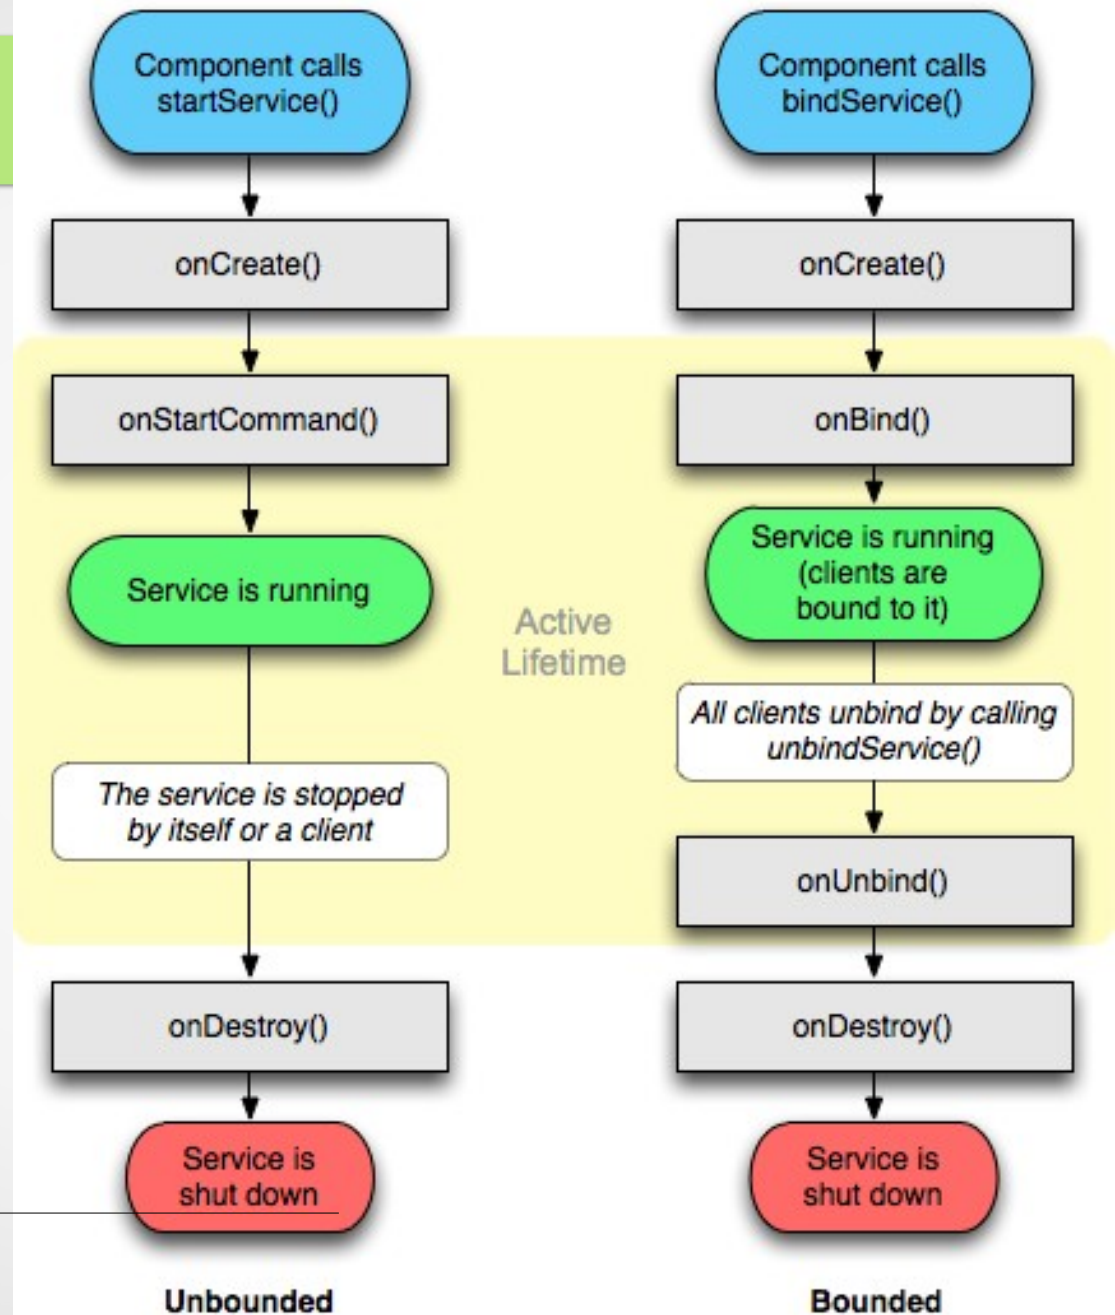 Component calls
startService()
onCreate()
onStartCommand()
Service is running
The service is stopped
by itself or a client
onDestroy()
Service is
shut down
Unbounded
Active
Lifetime
Component calls
bindService()
onCreate()
onBind()
Service is running
(clients are
bound to it)
All clients unbind by calling
unbindService()
onUnbind()
onDestroy()
Service is
shut down
Bounded